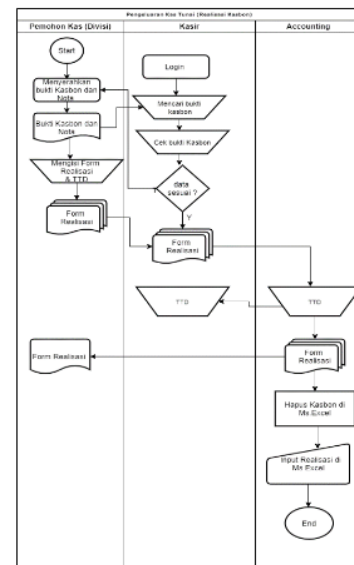 Pengeluaran Kas Tunai (Realisasi Kasbon)
Pemohon Kas (Divisi)
Kasir
Accounting
Start
Login
Menyerahkan
bukti Kasbon dan
Nota
Mencari bukti
kasbon
Bukti Kasbon dan
Nota
Cek bukti Kasbon
Mengisi Form
Realisasi
& TTD
data
sesuai ?
T
Y
Form
Realisasi
Form
Realisasi
TTD
TTD
Form Realisasi
Form
Realisasi
Hapus Kasbon di
Ms.Excel
Input Realisasi di
Ms Excel
End